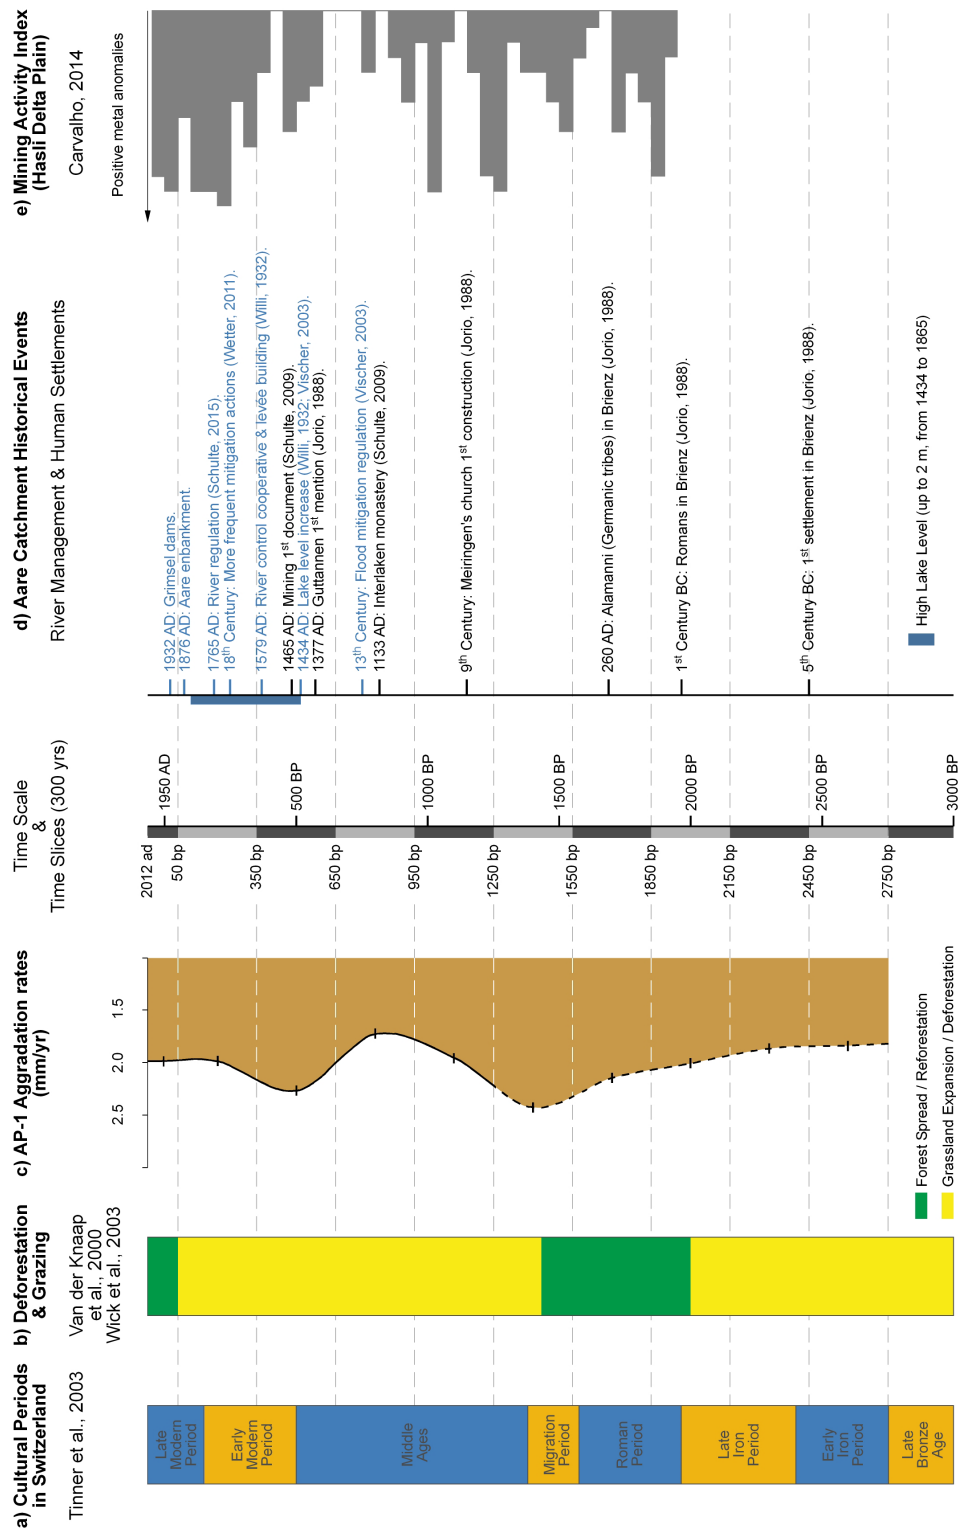 a) Cultural Periods
in Switzerland
Tinner et al., 2003
Late
Modern
Period
Early
Modern
Period
Middle
Ages
Migration
Period
Roman
Period
Late
Iron
Period
Early
Iron
Period
Late
Bronze
Age
b) Deforestation
& Grazing
Van der Knaap
et al., 2000
Wick et al., 2003
Forest Spread / Reforestation
Grassland Expansion / Deforestation
c) AP-1 Aggradation rates
(mm/yr)
2.5
2.0
1.5
Time Scale
&
Time Slices (300 yrs)
2012 ad
50 bp
350 bp
650 bp
950 bp
1250 bp
1550 bp
1850 bp
2150 bp
2450 bp
2750 bp
1950 AD
500 BP
1000 BP
1500 BP
2000 BP
2500 BP
3000 BP
d) Aare Catchment Historical Events
River Management & Human Settlements
1932 AD: Grimsel dams.
1876 AD: Aare enbankment.
1765 AD: River regulation (Schulte, 2015).
18th Century: More frequent mitigation actions (Wetter, 2011).
1579 AD: River control cooperative & levée building (Willi, 1932).
1465 AD: Mining 1st document (Schulte, 2009).
1434 AD: Lake level increase (Willi, 1932; Vischer, 2003).
1377 AD: Guttannen 1st mention (Jorio, 1988).
13th Century: Flood mitigation regulation (Vischer, 2003).
1133 AD: Interlaken monastery (Schulte, 2009).
9th Century: Meiringen's church 1st construction (Jorio, 1988).
260 AD: Alamanni (Germanic tribes) in Brienz (Jorio, 1988).
1st Century BC: Romans in Brienz (Jorio, 1988).
5th Century BC: 1st settlement in Brienz (Jorio, 1988).
High Lake Level (up to 2 m, from 1434 to 1865)
e) Mining Activity Index
(Hasli Delta Plain)
Carvalho, 2014
Positive metal anomalies